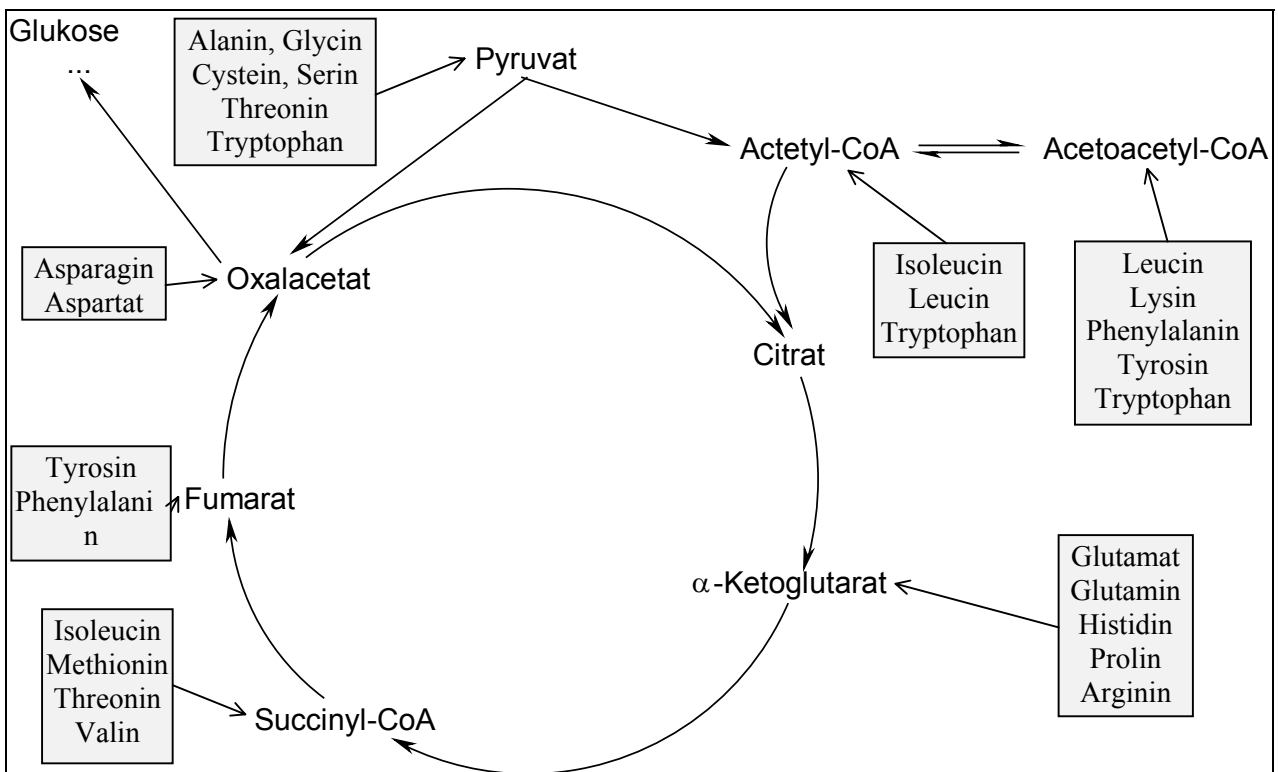 Glukose
...
Alanin, Glycin
Cystein, Serin
Threonin
Tryptophan
Pyruvat
Actetyl-CoA
Acetoacetyl-CoA
Asparagin
Aspartat
Oxalacetat
Isoleucin
Leucin
Tryptophan
Leucin
Lysin
Phenylalanin
Tyrosin
Tryptophan
Citrat
Tyrosin
Phenylalani
n
Fumarat
α-Ketoglutarat
Glutamat
Glutamin
Histidin
Prolin
Arginin
Isoleucin
Methionin
Threonin
Valin
Succinyl-CoA